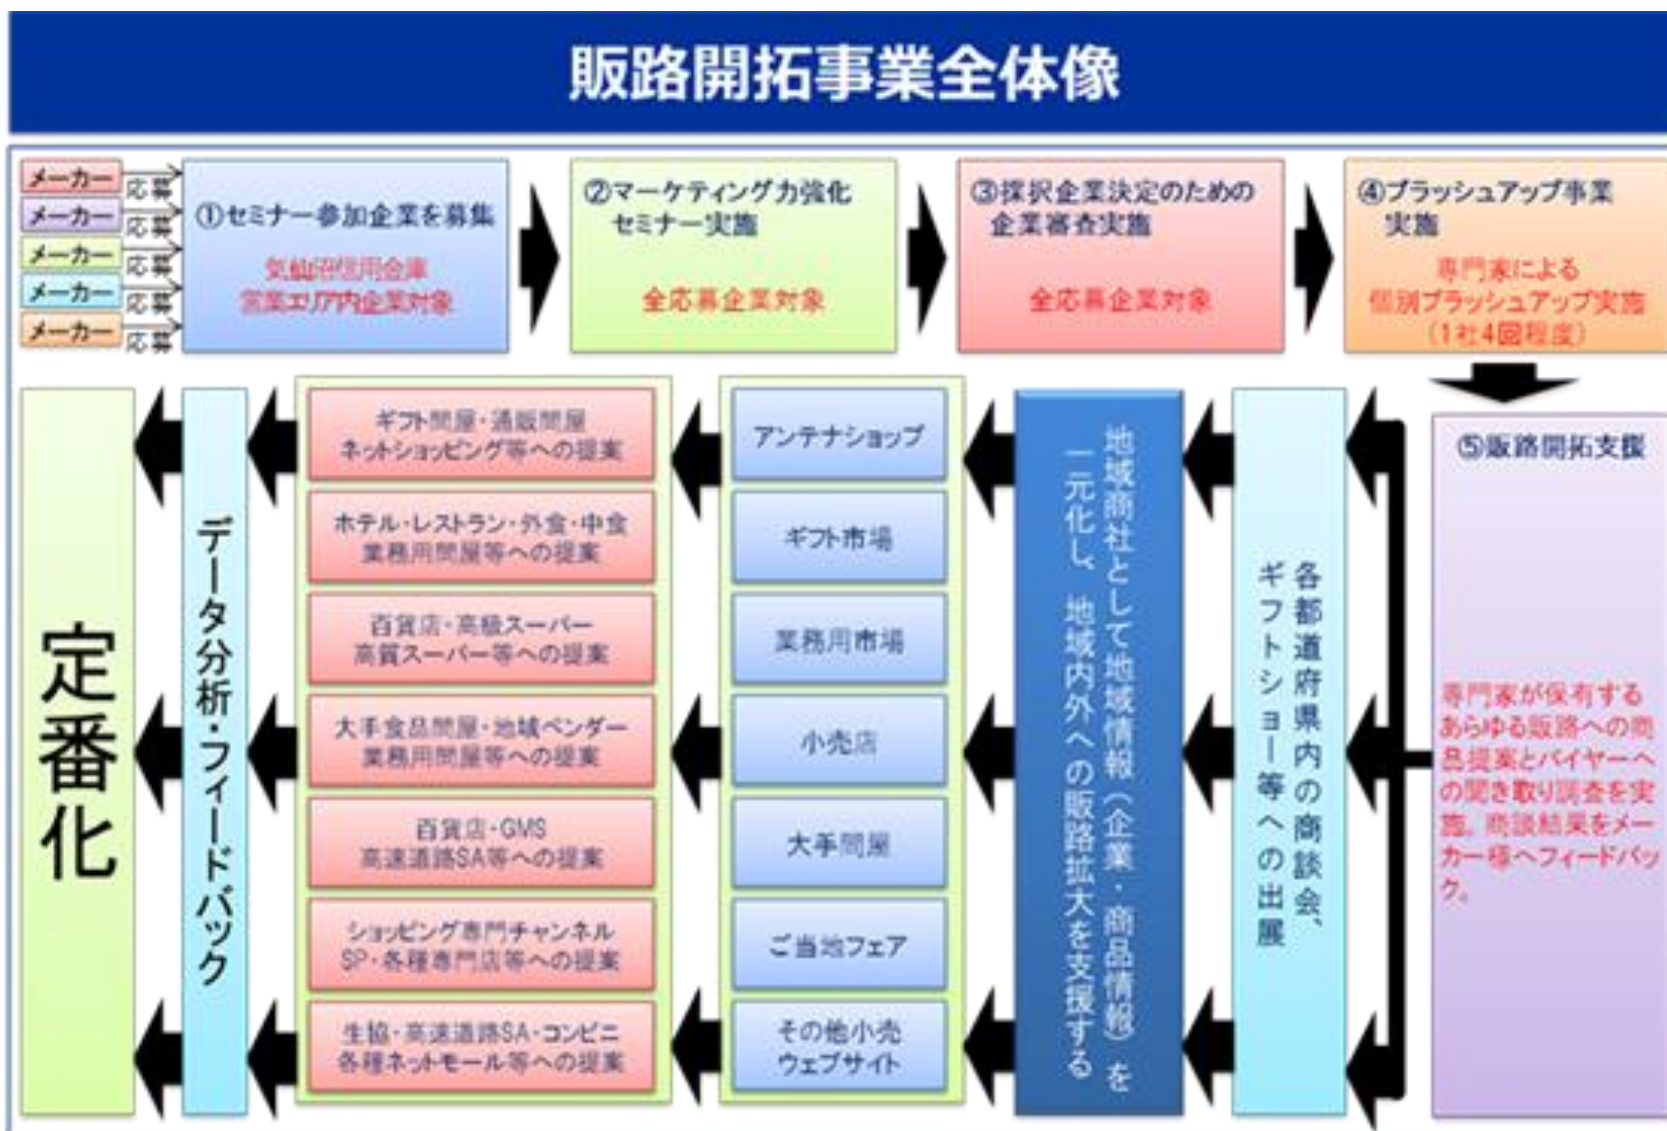 販路開拓事業全体像
メーカー
応募
メーカー
応募
メーカー
応募
メーカー
応募
メーカー
応募
①セミナー参加企業を募集
気仙沼信用金庫
営業エリア内企業対象
②マーケティング力強化
セミナー実施
全応募企業対象
③採択企業決定のための
企業審査実施
全応募企業対象
④ブラッシュアップ事業
実施
専門家による
個別ブラッシュアップ実施
(1社4回程度)
⑤販路開拓支援
専門家が保有する
あらゆる販路への商
品提案とバイヤーへ
の聞き取り調査を実
施。商談結果をメー
カー様へフィードバッ
ク。
各都道府県内の商談会、
ギフトショー等への出展
地域商社として地域情報(企業・商品情報)を
一元化し、地域内外への販路拡大を支援する
アンテナショップ
ギフト市場
業務用市場
小売店
大手問屋
ご当地フェア
その他小売
ウェブサイト
ギフト問屋・通販問屋
ネットショッピング等への提案
ホテル・レストラン・外食・中食
業務用問屋等への提案
百貨店・高級スーパー
高質スーパー等への提案
大手食品問屋・地域ベンダー
業務用問屋等への提案
百貨店・GMS
高速道路SA等への提案
ショッピング専門チャンネル
SP・各種専門店等への提案
生協・高速道路SA・コンビニ
各種ネットモール等への提案
データ分析・フィードバック
定番化